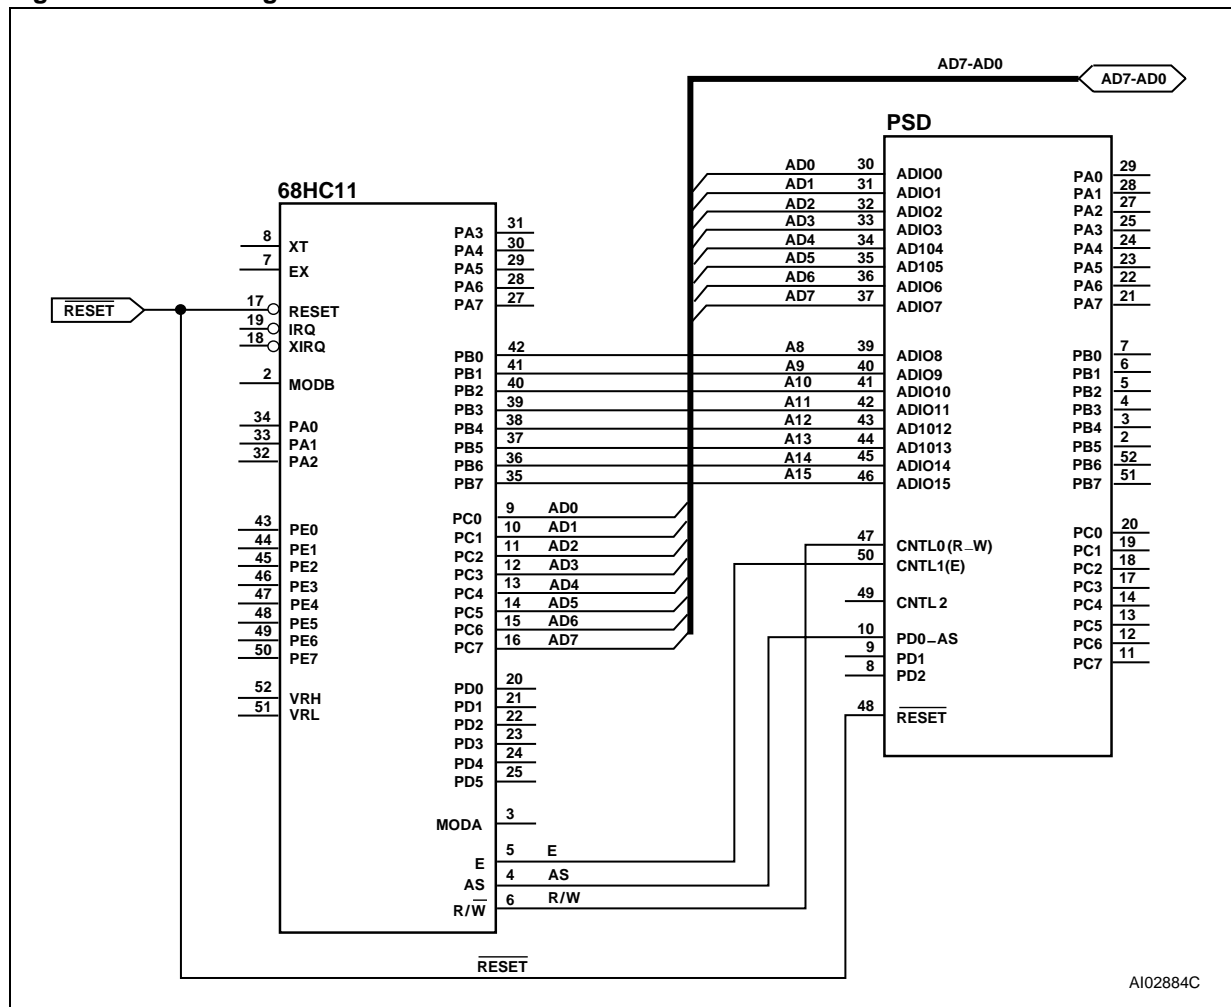 AD7-AD0
AD7-AD0
PSD
68HC11
8 XT
7 EX
RESET
17 RESET
19 IRQ
18 XIRQ
2 MODB
34 PA0
33 PA1
32 PA2
43 PE0
44 PE1
45 PE2
46 PE3
47 PE4
48 PE5
49 PE6
50 PE7
52 VRH
51 VRL
PA3 31
PA4 30
PA5 29
PA6 28
PA7 27
PB0 42
PB1 41
PB2 40
PB3 39
PB4 38
PB5 37
PB6 36
PB7 35
PC0 9 AD0
PC1 10 AD1
PC2 11 AD2
PC3 12 AD3
PC4 13 AD4
PC5 14 AD5
PC6 15 AD6
PC7 16 AD7
PD0 20
PD1 21
PD2 22
PD3 23
PD4 24
PD5 25
MODA 3
E 5 E
AS 4 AS
R/W 6 R/W
RESET
AD0 30 ADIO0
AD1 31 ADIO1
AD2 32 ADIO2
AD3 33 ADIO3
AD4 34 AD104
AD5 35 AD105
AD6 36 ADIO6
AD7 37 ADIO7
A8 39 ADIO8
A9 40 ADIO9
A10 41 ADIO10
A11 42 ADIO11
A12 43 AD1012
A13 44 AD1013
A14 45 ADIO14
A15 46 ADIO15
47 CNTL0(R_W)
50 CNTL1(E)
49 CNTL 2
10 PD0_AS
9 PD1
8 PD2
48 RESET
PA0 29
PA1 28
PA2 27
PA3 25
PA4 24
PA5 23
PA6 22
PA7 21
PB0 7
PB1 6
PB2 5
PB3 4
PB4 3
PB5 2
PB6 52
PB7 51
PC0 20
PC1 19
PC2 18
PC3 17
PC4 14
PC5 13
PC6 12
PC7 11
AI02884C